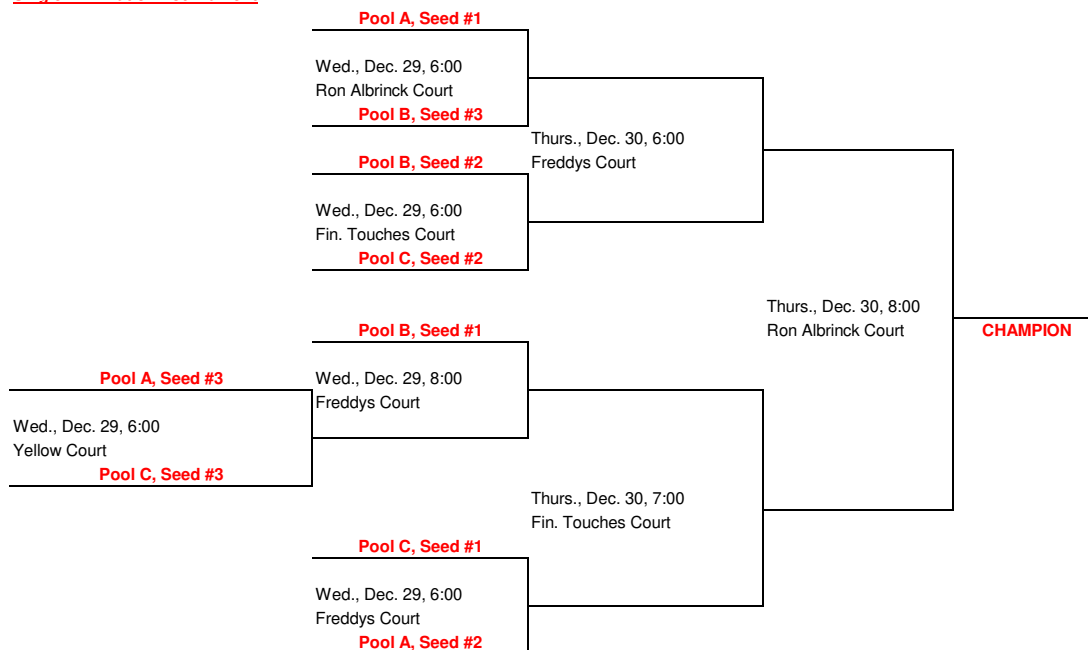 Pool A, Seed #1
Wed., Dec. 29, 6:00
Ron Albrinck Court
Pool B, Seed #3
Thurs., Dec. 30, 6:00
Freddys Court
Pool B, Seed #2
Wed., Dec. 29, 6:00
Fin. Touches Court
Pool C, Seed #2
Thurs., Dec. 30, 8:00
Ron Albrinck Court
CHAMPION
Pool B, Seed #1
Wed., Dec. 29, 8:00
Freddys Court
Pool A, Seed #3
Wed., Dec. 29, 6:00
Yellow Court
Pool C, Seed #3
Thurs., Dec. 30, 7:00
Fin. Touches Court
Pool C, Seed #1
Wed., Dec. 29, 6:00
Freddys Court
Pool A, Seed #2